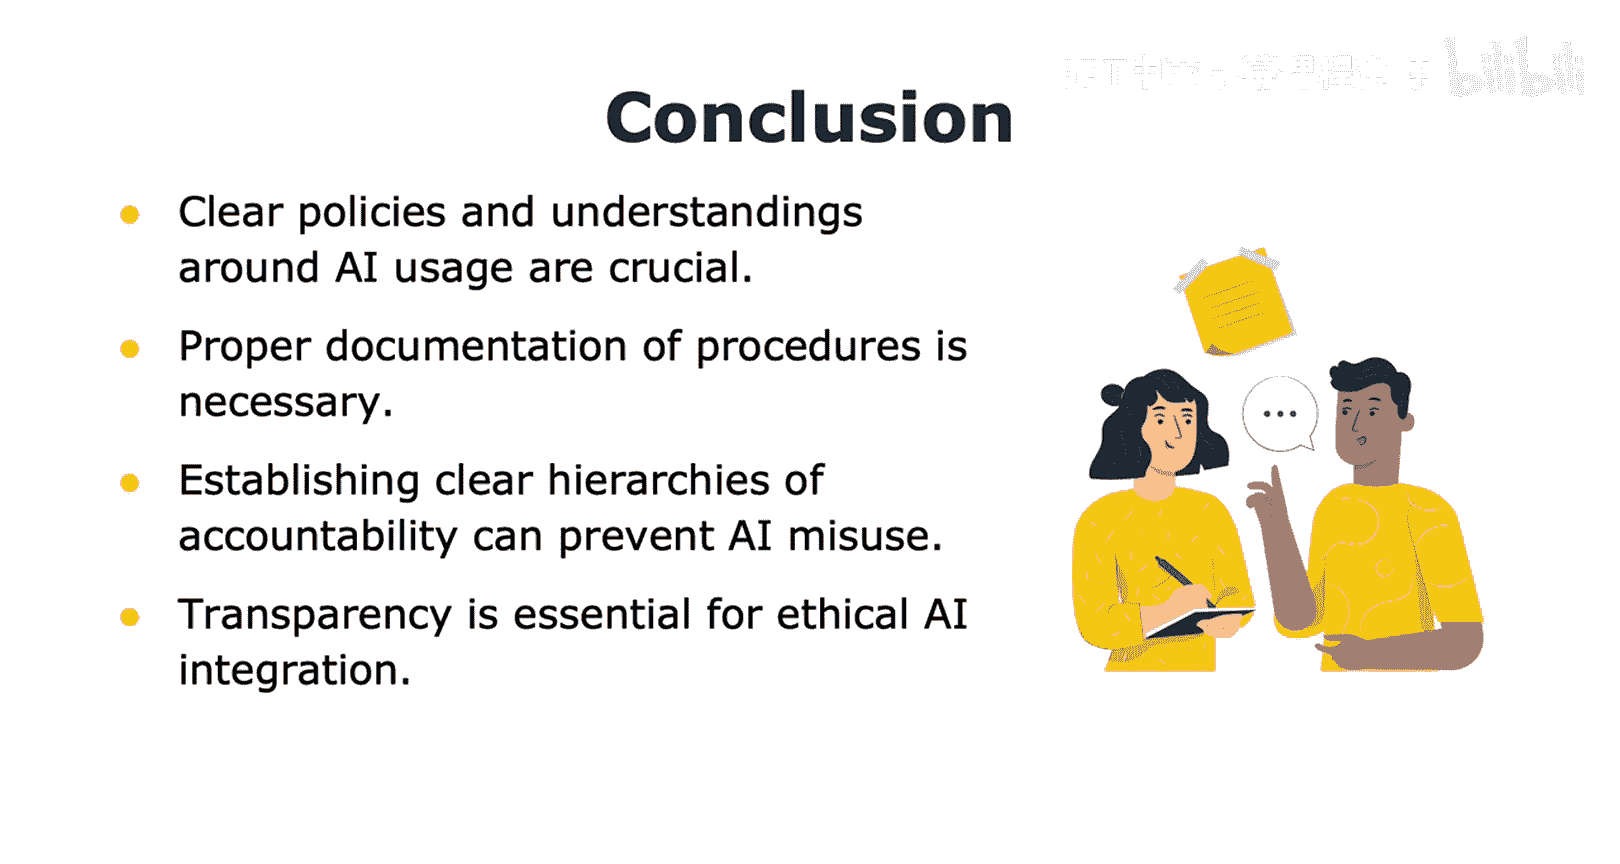 bilibili
Conclusion
Clear policies and understandings
around AI usage are crucial.
Proper documentation of procedures is
necessary.
Establishing clear hierarchies of
accountability can prevent AI misuse.
Transparency is essential for ethical AI
integration.